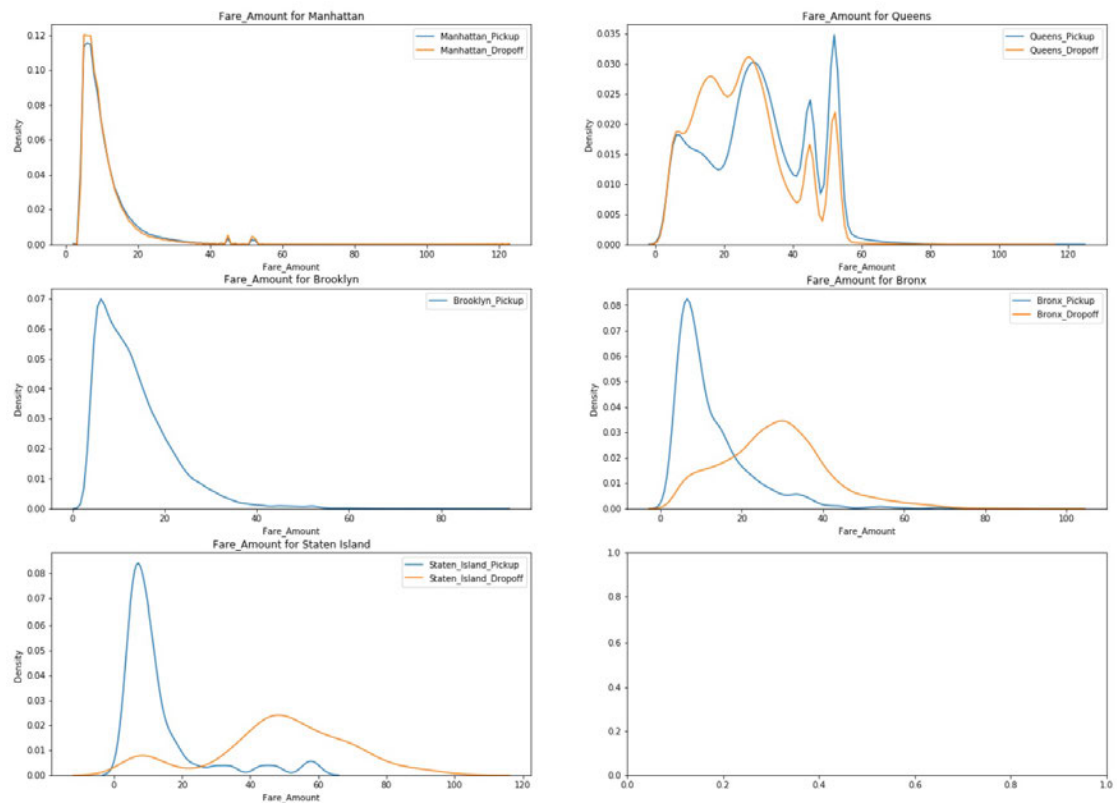 Fare_Amount for Manhattan
Manhattan_Pickup
Manhattan_Dropoff
Density
0.12
0.10
0.08
0.06
0.04
0.02
0.00
0 20 40 60 80 100 120
Fare_Amount
Fare_Amount for Queens
Queens_Pickup
Queens_Dropoff
Density
0.035
0.030
0.025
0.020
0.015
0.010
0.005
0.000
0 20 40 60 80 100 120
Fare_Amount
Fare_Amount for Brooklyn
Brooklyn_Pickup
Density
0.07
0.06
0.05
0.04
0.03
0.02
0.01
0.00
0 20 40 60 80
Fare_Amount
Fare_Amount for Bronx
Bronx_Pickup
Bronx_Dropoff
Density
0.08
0.07
0.06
0.05
0.04
0.03
0.02
0.01
0.00
0 20 40 60 80 100
Fare_Amount
Fare_Amount for Staten Island
Staten_Island_Pickup
Staten_Island_Dropoff
Density
0.08
0.07
0.06
0.05
0.04
0.03
0.02
0.01
0.00
0 20 40 60 80 100 120
Fare_Amount
1.0
0.8
0.6
0.4
0.2
0.0
0.0 0.2 0.4 0.6 0.8 1.0